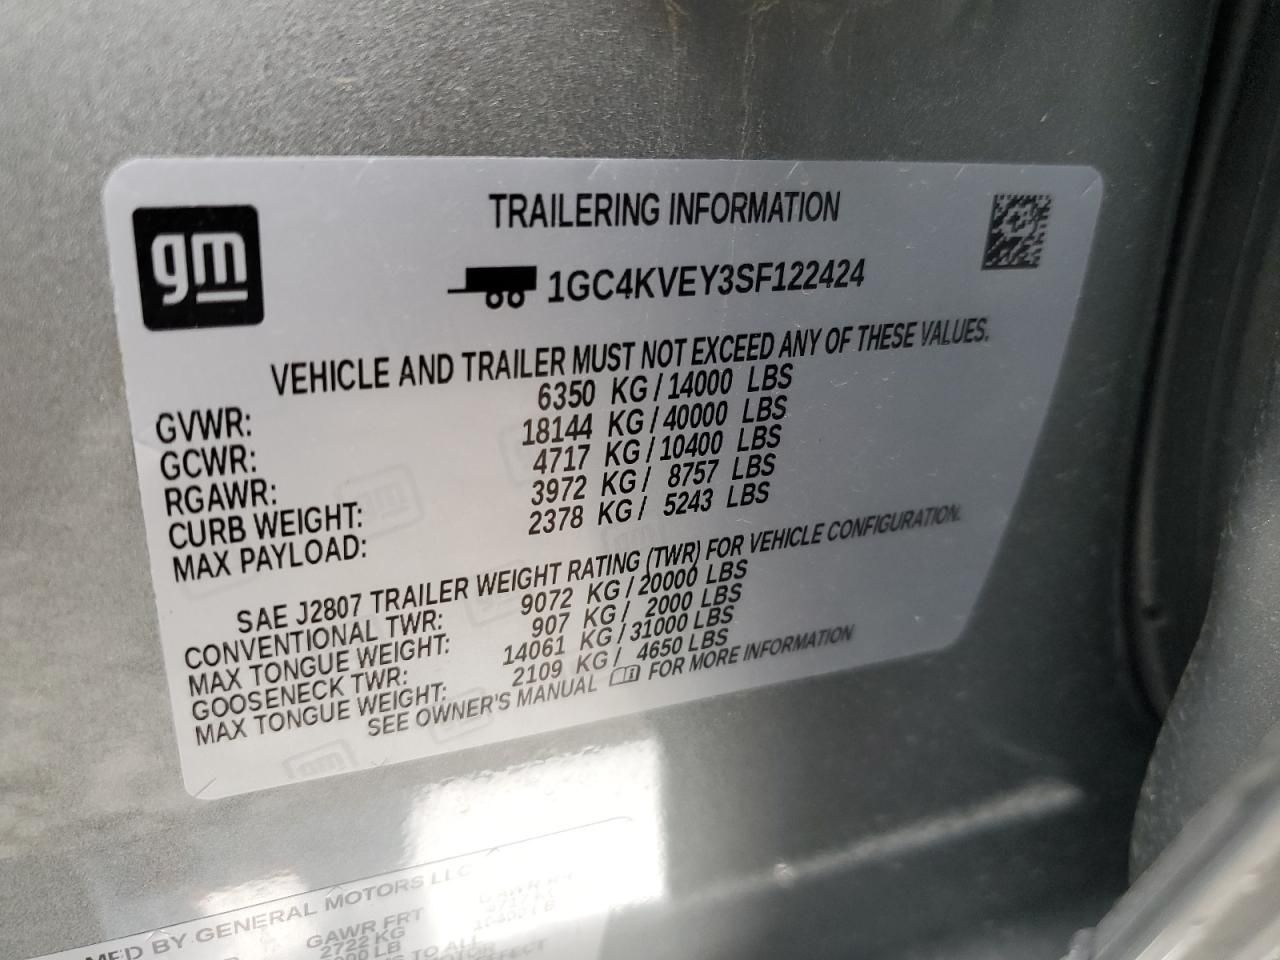 gm
TRAILERING INFORMATION
1GC4KVEY3SF122424
VEHICLE AND TRAILER MUST NOT EXCEED ANY OF THESE VALUES.
GVWR: 6350 KG / 14000 LBS
GCWR: 18144 KG / 40000 LBS
RGAWR: 4717 KG / 10400 LBS
CURB WEIGHT: 3972 KG / 8757 LBS
MAX PAYLOAD: 2378 KG / 5243 LBS
SAE J2807 TRAILER WEIGHT RATING (TWR) FOR VEHICLE CONFIGURATION.
CONVENTIONAL TWR: 9072 KG / 20000 LBS
MAX TONGUE WEIGHT: 907 KG / 2000 LBS
GOOSENECK TWR: 14061 KG / 31000 LBS
MAX TONGUE WEIGHT: 2109 KG / 4650 LBS
SEE OWNER'S MANUAL FOR MORE INFORMATION
BY GENERAL MOTORS LLC
GAWR FRT
2722 KG
LB
TO ALL